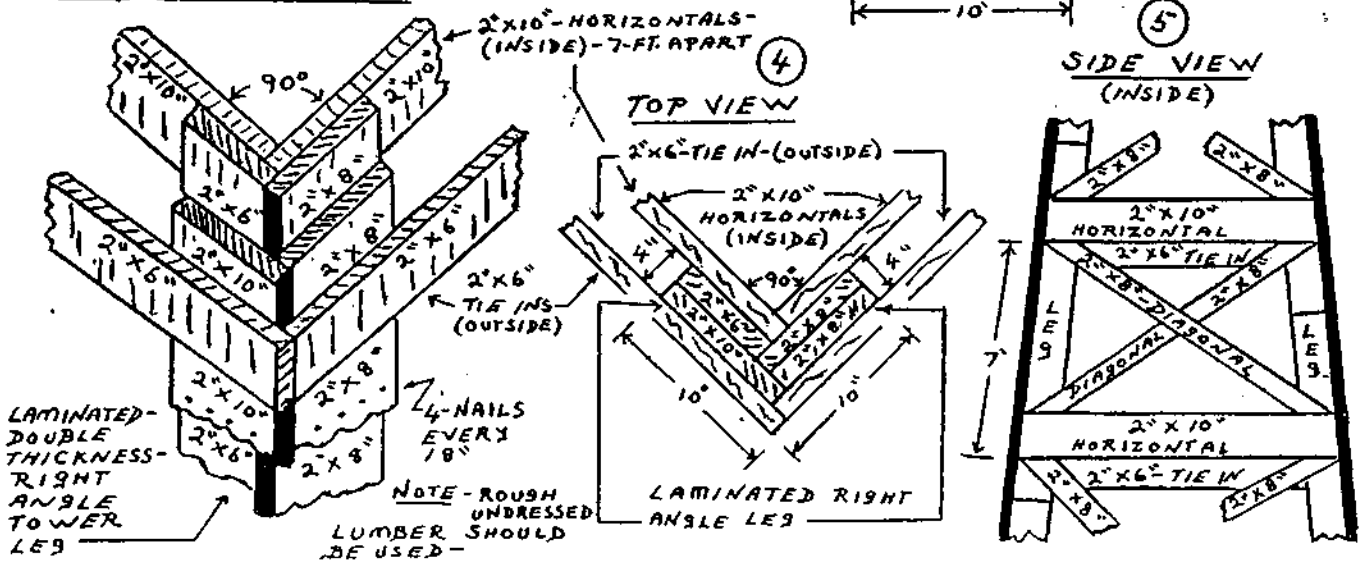 2"X10"-HORIZONTALS-
(INSIDE)-7-FT. APART
90°
2"X10"
2"X10"
2"X6"
2"X8"
2"X10"
2"X8"
2"X6"
2"X6"
2"X6"
TIE INS
(OUTSIDE)
2"X10"
2"X8"
2"X6"
2"X8"
4-NAILS
EVERY
18"
LAMINATED-
DOUBLE
THICKNESS-
RIGHT
ANGLE
TOWER
LEG
NOTE - ROUGH
UNDRESSED
LUMBER SHOULD
BE USED-
4
TOP VIEW
2"X6"-TIE IN-(OUTSIDE)
2"X10"
HORIZONTALS
(INSIDE)
4"
4"
90°
2"X6"
2"X10"
2"X8"
2"X8"
10"
10"
LAMINATED RIGHT
ANGLE LEG
10'
5
SIDE VIEW
(INSIDE)
2"X8"
2"X8"
2"X10"
HORIZONTAL
2"X6" TIE IN
2"X8"-DIAGONAL
2"X8"
DIAGONAL
LEG
LEG
7'
2"X10"
HORIZONTAL
2"X6"-TIE IN
2"X8"
2"X8"